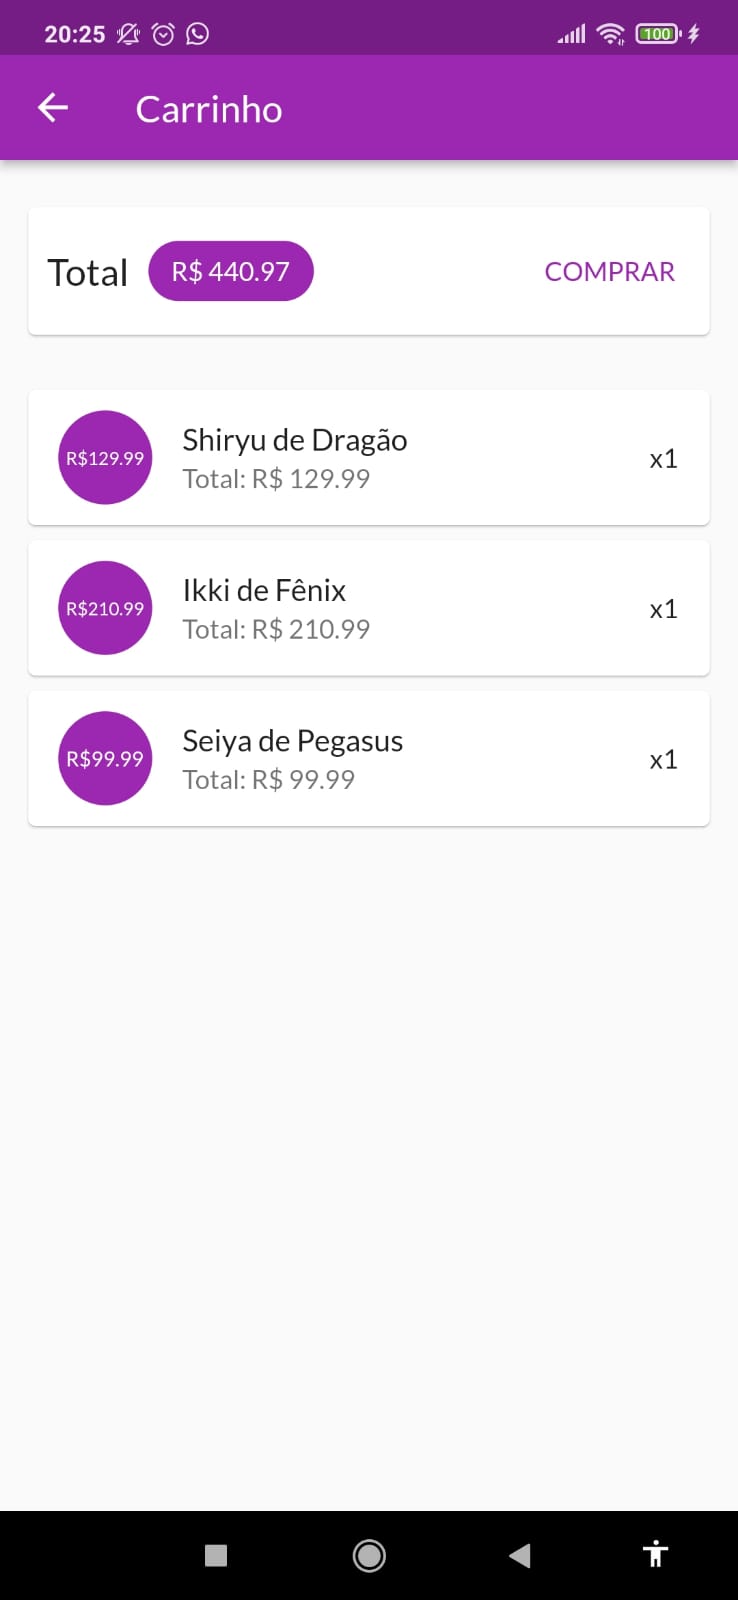 20:25
100
Carrinho
Total R$ 440.97 COMPRAR
R$129.99
Shiryu de Dragão
Total: R$ 129.99
x1
R$210.99
Ikki de Fênix
Total: R$ 210.99
x1
R$99.99
Seiya de Pegasus
Total: R$ 99.99
x1